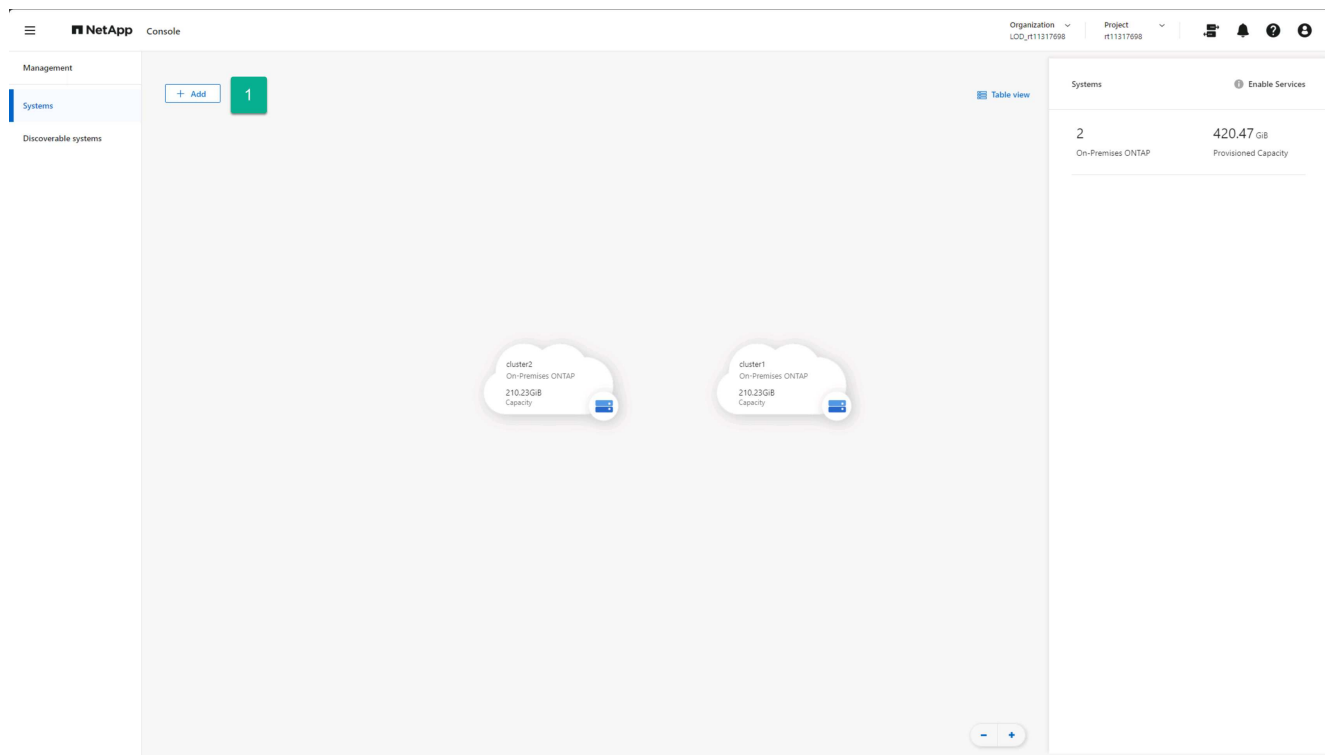 NetApp Console
Organization
LOD_rt11317698
Project
rt11317698
Management
Systems
Discoverable systems
+ Add
1
Table view
Systems
Enable Services
2
On-Premises ONTAP
420.47 GiB
Provisioned Capacity
cluster2
On-Premises ONTAP
210.23GiB
Capacity
cluster1
On-Premises ONTAP
210.23GiB
Capacity
- +